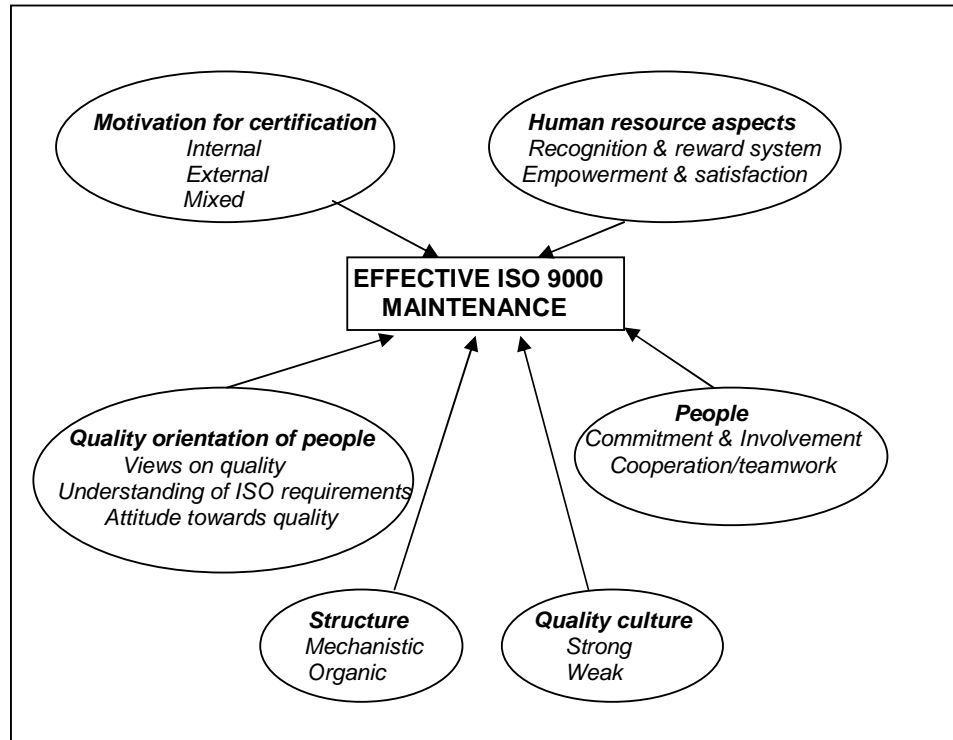 Motivation for certification
Internal
External
Mixed
Human resource aspects
Recognition & reward system
Empowerment & satisfaction
EFFECTIVE ISO 9000
MAINTENANCE
Quality orientation of people
Views on quality
Understanding of ISO requirements
Attitude towards quality
People
Commitment & Involvement
Cooperation/teamwork
Structure
Mechanistic
Organic
Quality culture
Strong
Weak